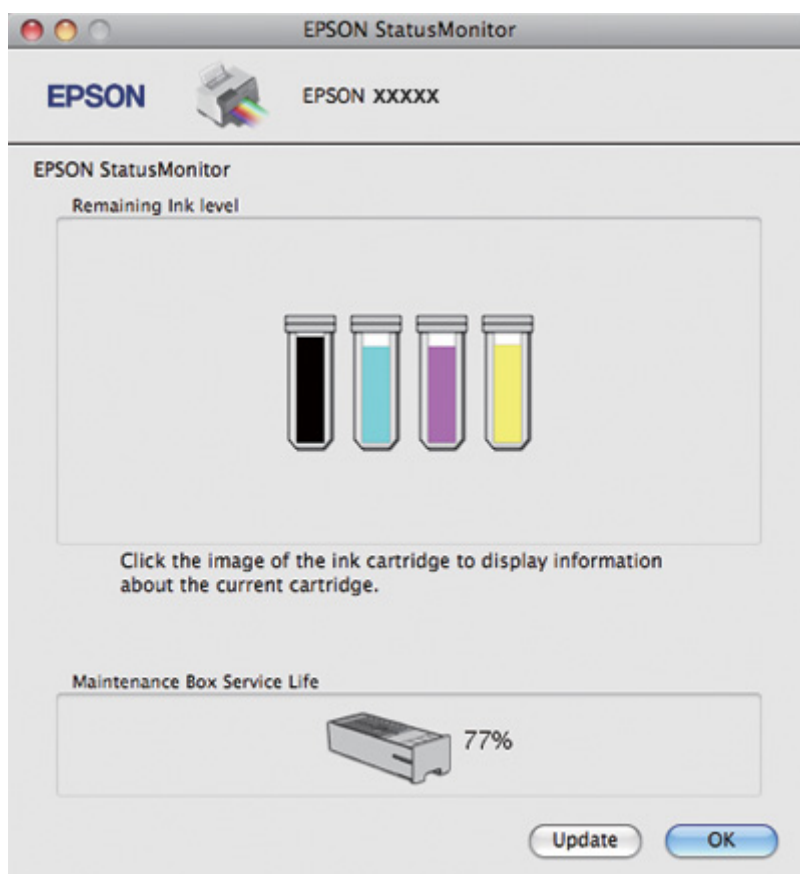 EPSON StatusMonitor
EPSON
EPSON XXXXX
EPSON StatusMonitor
Remaining Ink level
Click the image of the ink cartridge to display information
about the current cartridge.
Maintenance Box Service Life
77%
Update
OK